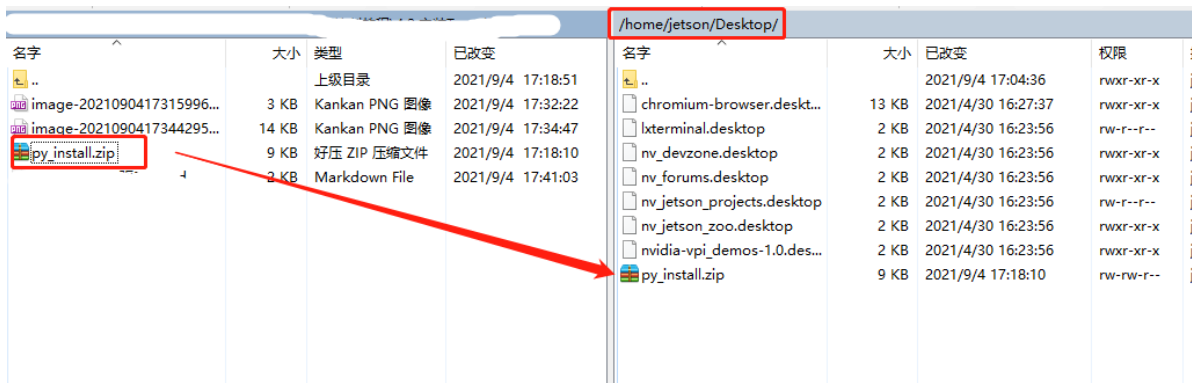 /home/jetson/Desktop/
名字 大小 类型 已改变
.. 上级目录 2021/9/4 17:18:51
image-2021090417315996... 3 KB Kankan PNG 图像 2021/9/4 17:32:22
image-2021090417344295... 14 KB Kankan PNG 图像 2021/9/4 17:34:47
py_install.zip 9 KB 好压 ZIP 压缩文件 2021/9/4 17:18:10
2 KB Markdown File 2021/9/4 17:41:03
名字 大小 已改变 权限
.. 2021/9/4 17:04:36 rwxr-xr-x
chromium-browser.deskt... 13 KB 2021/4/30 16:27:37 rwxr-xr-x
lxterminal.desktop 2 KB 2021/4/30 16:23:56 rw-r--r--
nv_devzone.desktop 2 KB 2021/4/30 16:23:56 rwxr-xr-x
nv_forums.desktop 2 KB 2021/4/30 16:23:56 rwxr-xr-x
nv_jetson_projects.desktop 2 KB 2021/4/30 16:23:56 rw-r--r--
nv_jetson_zoo.desktop 2 KB 2021/4/30 16:23:56 rwxr-xr-x
nvidia-vpi_demos-1.0.des... 2 KB 2021/4/30 16:23:56 rwxr-xr-x
py_install.zip 9 KB 2021/9/4 17:18:10 rw-rw-r--